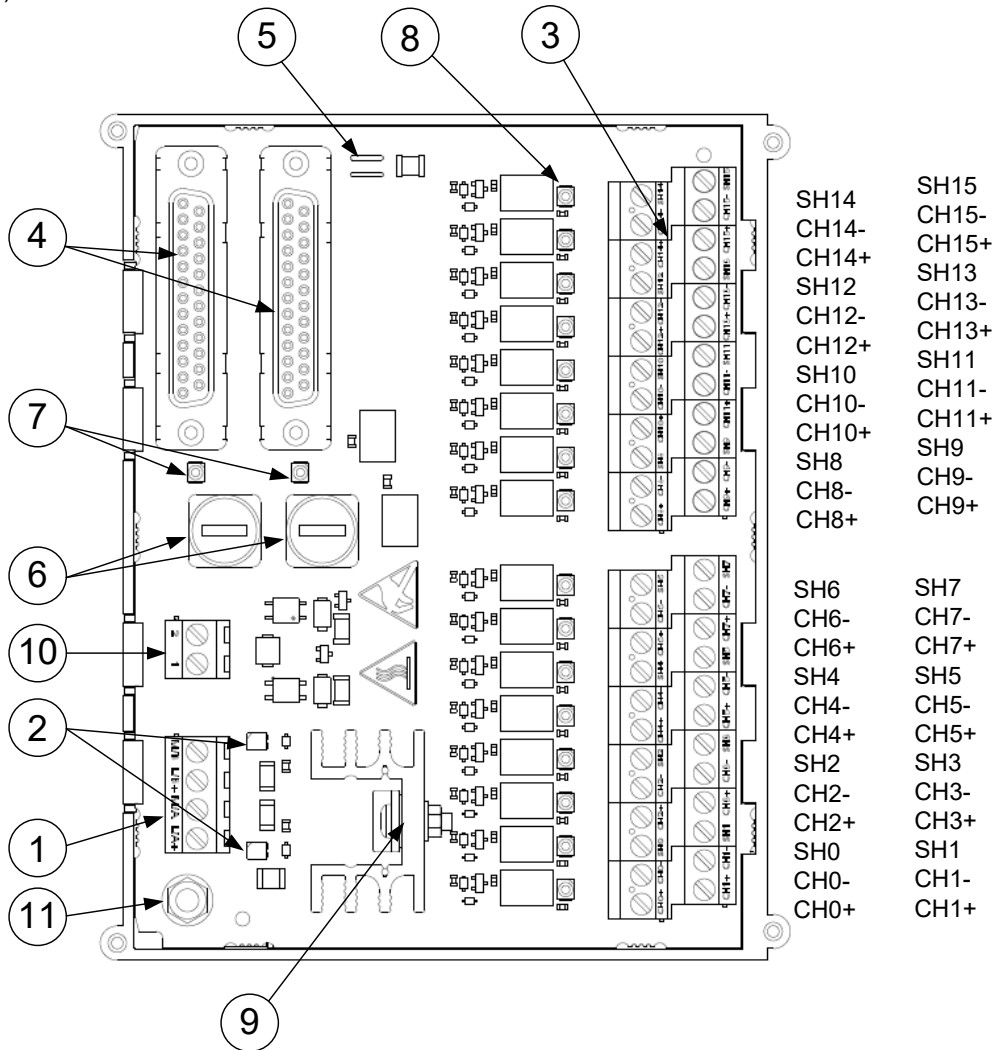 5
8
3
4
7
6
10
2
1
11
9
SH14
CH14-
CH14+
SH12
CH12-
CH12+
SH10
CH10-
CH10+
SH8
CH8-
CH8+
SH15
CH15-
CH15+
SH13
CH13-
CH13+
SH11
CH11-
CH11+
SH9
CH9-
CH9+
SH6
CH6-
CH6+
SH4
CH4-
CH4+
SH2
CH2-
CH2+
SH0
CH0-
CH0+
SH7
CH7-
CH7+
SH5
CH5-
CH5+
SH3
CH3-
CH3+
SH1
CH1-
CH1+
2
1